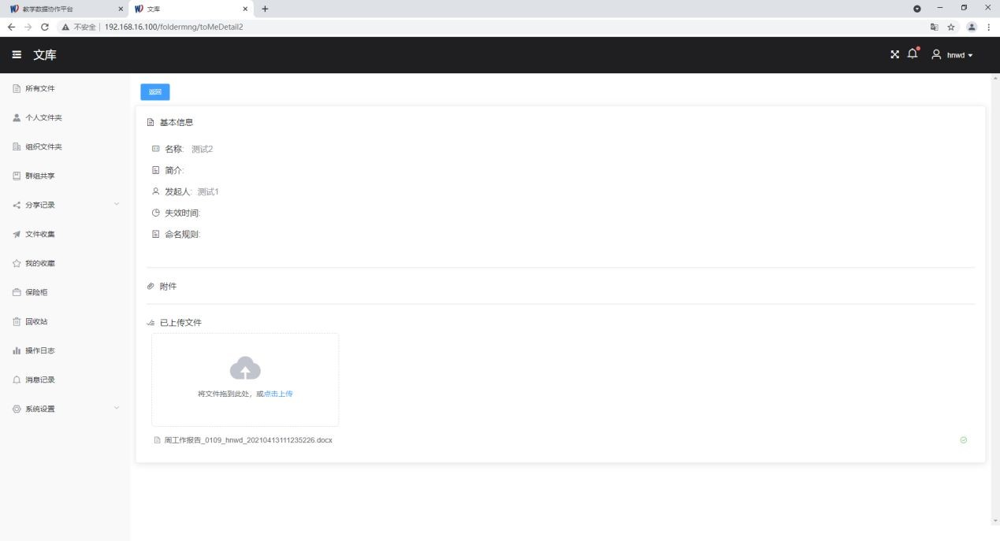 教学数据协作平台
文库
不安全 192.168.16.100/foldermng/toMeDetail2
文库
hnwd
所有文件
个人文件夹
组织文件夹
群组共享
分享记录
文件收集
我的收藏
保险柜
回收站
操作日志
消息记录
系统设置
返回
基本信息
名称: 测试2
简介:
发起人: 测试1
失效时间:
命名规则:
附件
已上传文件
将文件拖到此处，或点击上传
周工作报告_0109_hnwd_20210413111235226.docx